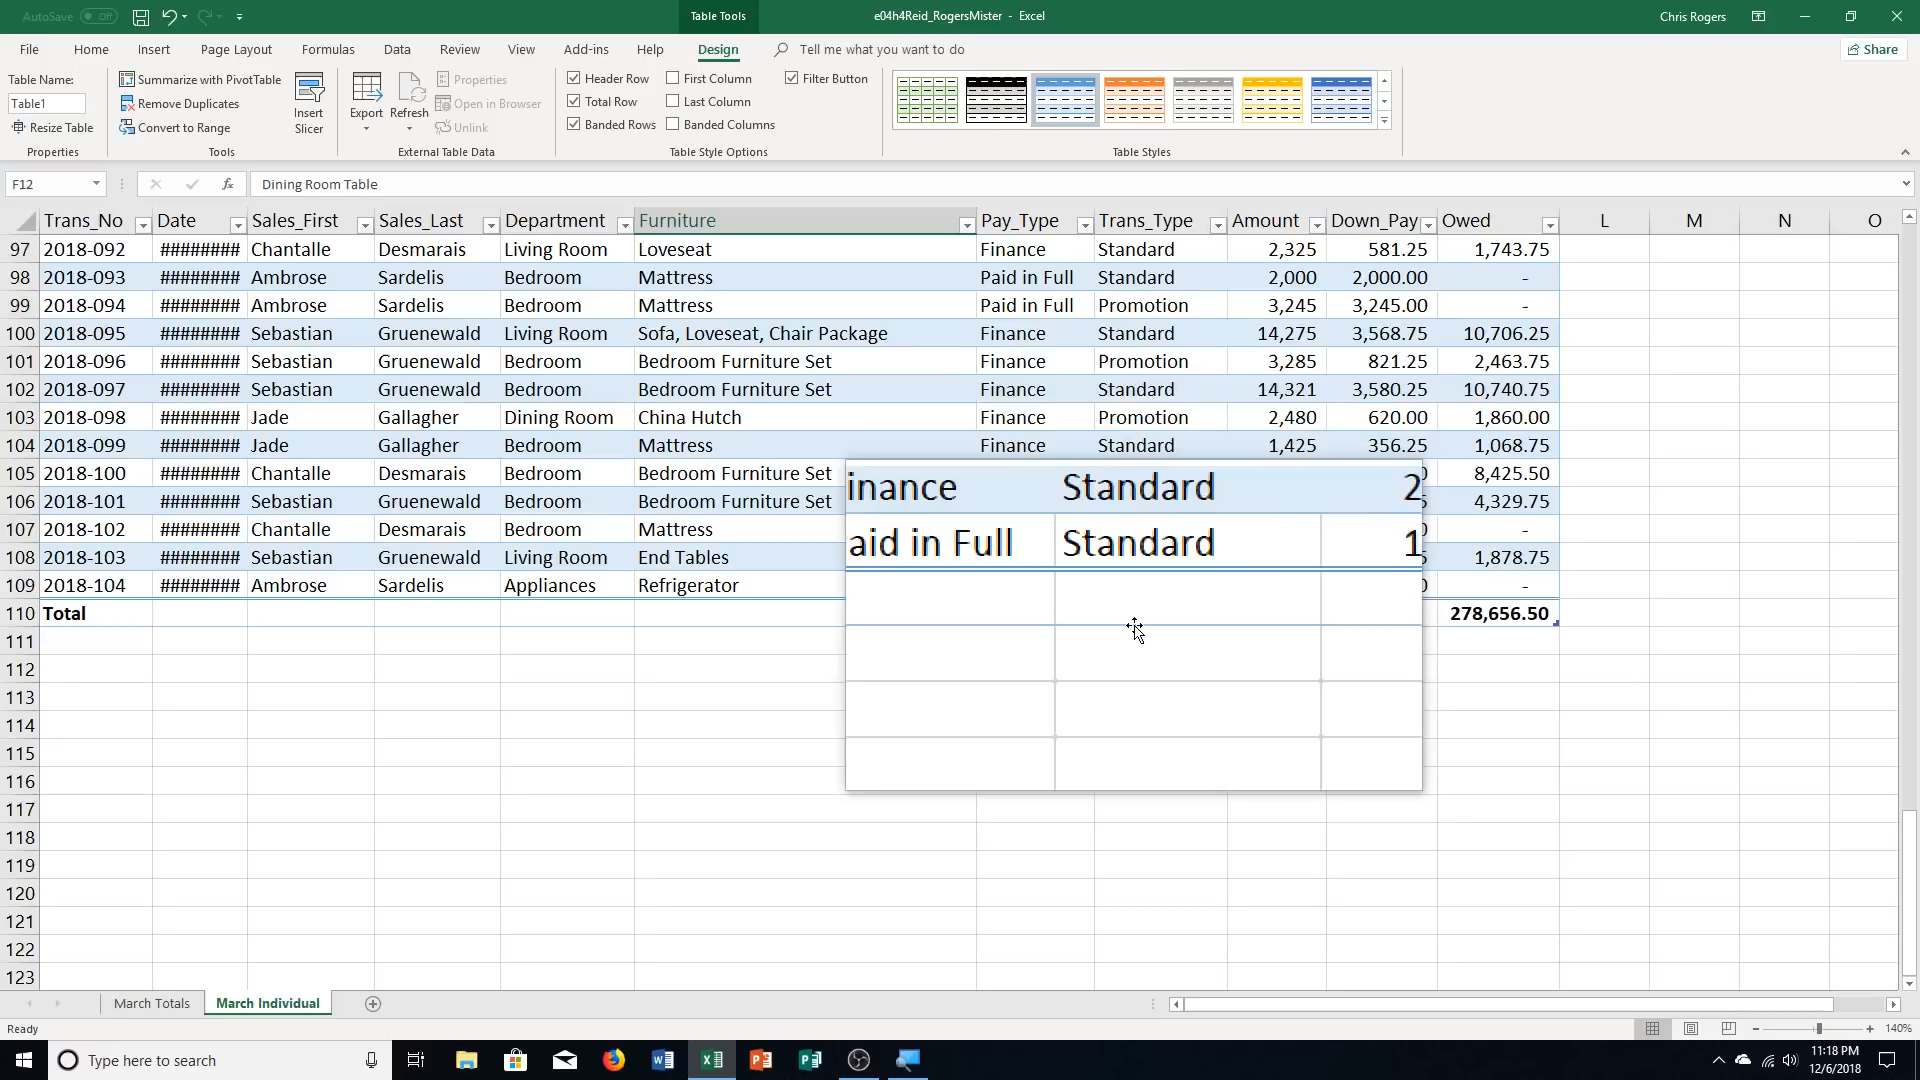 AutoSave Off Table Tools e04h4Reid_RogersMister - Excel Chris Rogers
File Home Insert Page Layout Formulas Data Review View Add-ins Help Design Tell me what you want to do Share
Table Name: Summarize with PivotTable Properties Header Row First Column Filter Button
Table1 Remove Duplicates Insert Slicer Export Refresh Open in Browser Total Row Last Column
Resize Table Convert to Range Unlink Banded Rows Banded Columns
Properties Tools External Table Data Table Style Options Table Styles
F12 fx Dining Room Table
Trans_No Date Sales_First Sales_Last Department Furniture Pay_Type Trans_Type Amount Down_Pay Owed L M N O
97 2018-092 ######## Chantalle Desmarais Living Room Loveseat Finance Standard 2,325 581.25 1,743.75
98 2018-093 ######## Ambrose Sardelis Bedroom Mattress Paid in Full Standard 2,000 2,000.00 -
99 2018-094 ######## Ambrose Sardelis Bedroom Mattress Paid in Full Promotion 3,245 3,245.00 -
100 2018-095 ######## Sebastian Gruenewald Living Room Sofa, Loveseat, Chair Package Finance Standard 14,275 3,568.75 10,706.25
101 2018-096 ######## Sebastian Gruenewald Bedroom Bedroom Furniture Set Finance Promotion 3,285 821.25 2,463.75
102 2018-097 ######## Sebastian Gruenewald Bedroom Bedroom Furniture Set Finance Standard 14,321 3,580.25 10,740.75
103 2018-098 ######## Jade Gallagher Dining Room China Hutch Finance Promotion 2,480 620.00 1,860.00
104 2018-099 ######## Jade Gallagher Bedroom Mattress Finance Standard 1,425 356.25 1,068.75
105 2018-100 ######## Chantalle Desmarais Bedroom Bedroom Furniture Set inance Standard 2 8,425.50
106 2018-101 ######## Sebastian Gruenewald Bedroom Bedroom Furniture Set 4,329.75
107 2018-102 ######## Chantalle Desmarais Bedroom Mattress aid in Full Standard 1 -
108 2018-103 ######## Sebastian Gruenewald Living Room End Tables 1,878.75
109 2018-104 ######## Ambrose Sardelis Appliances Refrigerator -
110 Total 278,656.50
111
112
113
114
115
116
117
118
119
120
121
122
123
March Totals March Individual
Ready 140%
Type here to search 11:18 PM
12/6/2018